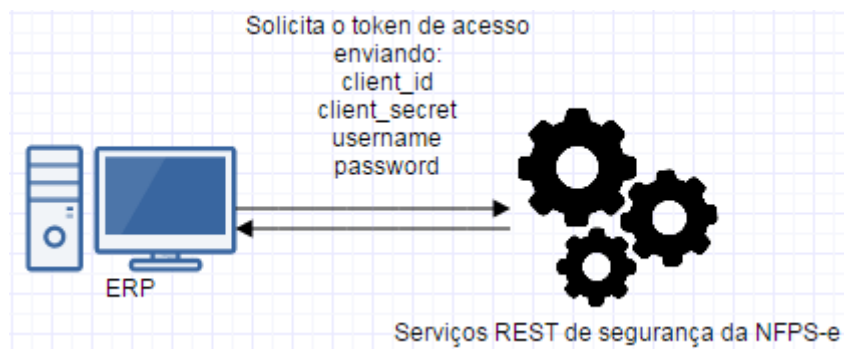 Solicita o token de acesso
enviando:
client_id
client_secret
username
password
ERP
Serviços REST de segurança da NFPS-e